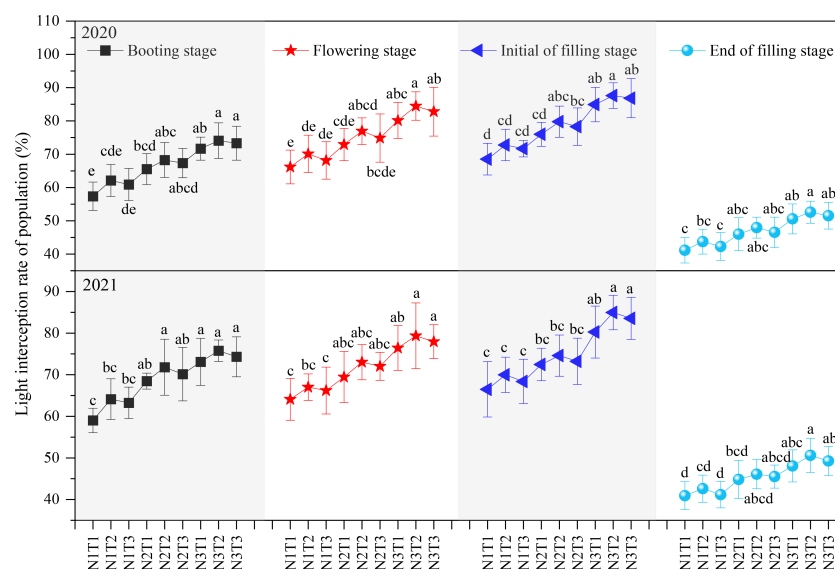 Light interception rate of population (%)
110
100
90
80
70
60
50
40
2020
Booting stage
Flowering stage
Initial of filling stage
End of filling stage
e
cde
de
bcd
abc
abcd
ab
a
a
e
de
de
cd
abcd
bcde
abc
a
ab
d
cd
cd
cd
abc
bc
ab
a
ab
c
bc
c
abc
abc
abc
ab
a
ab
90
80
70
60
50
40
2021
c
bc
bc
ab
a
ab
a
a
a
c
bc
c
abc
abc
abc
ab
a
a
c
c
c
bc
bc
bc
ab
a
a
d
cd
d
bcd
abcd
abcd
abc
a
ab
N1T1
N1T2
N1T3
N2T1
N2T2
N2T3
N3T1
N3T2
N3T3
N1T1
N1T2
N1T3
N2T1
N2T2
N2T3
N3T1
N3T2
N3T3
N1T1
N1T2
N1T3
N2T1
N2T2
N2T3
N3T1
N3T2
N3T3
N1T1
N1T2
N1T3
N2T1
N2T2
N2T3
N3T1
N3T2
N3T3